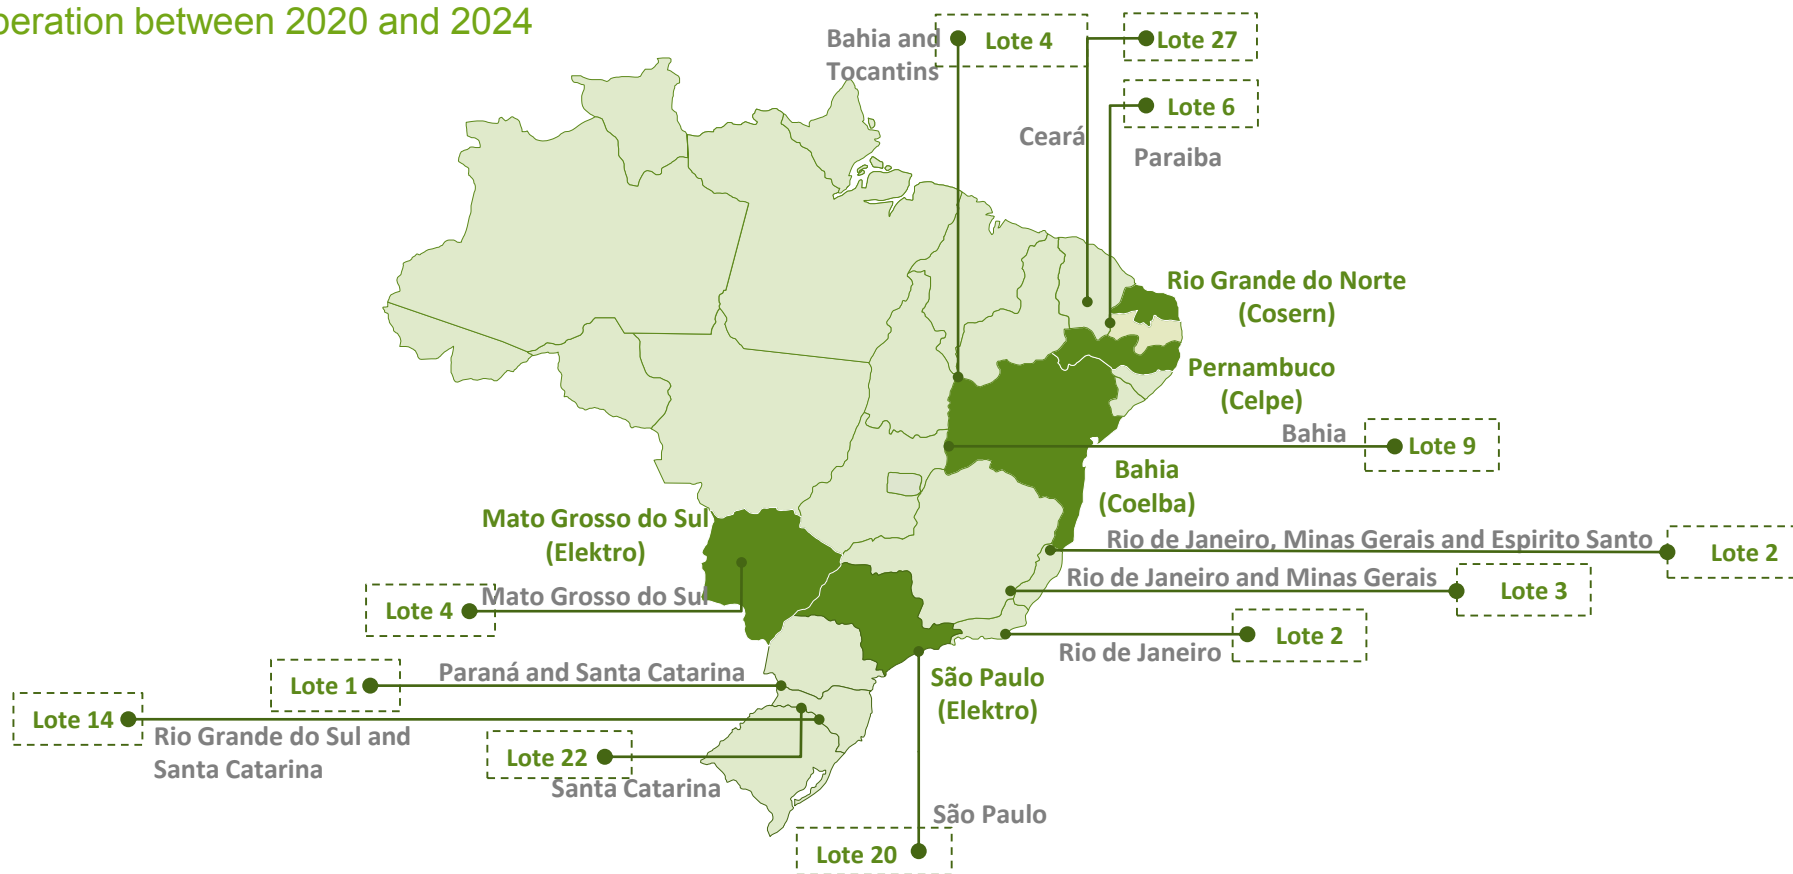 peration between 2020 and 2024
Bahia and
Tocantins
Lote 4
Lote 27
Lote 6
Ceará
Paraiba
Rio Grande do Norte
(Cosern)
Pernambuco
(Celpe)
Bahia
Lote 9
Bahia
(Coelba)
Mato Grosso do Sul
(Elektro)
Rio de Janeiro, Minas Gerais and Espirito Santo
Lote 2
Rio de Janeiro and Minas Gerais
Lote 3
Mato Grosso do Sul
Lote 4
Lote 2
Rio de Janeiro
Paraná and Santa Catarina
Lote 1
São Paulo
(Elektro)
Lote 14
Rio Grande do Sul and
Santa Catarina
Lote 22
Santa Catarina
São Paulo
Lote 20